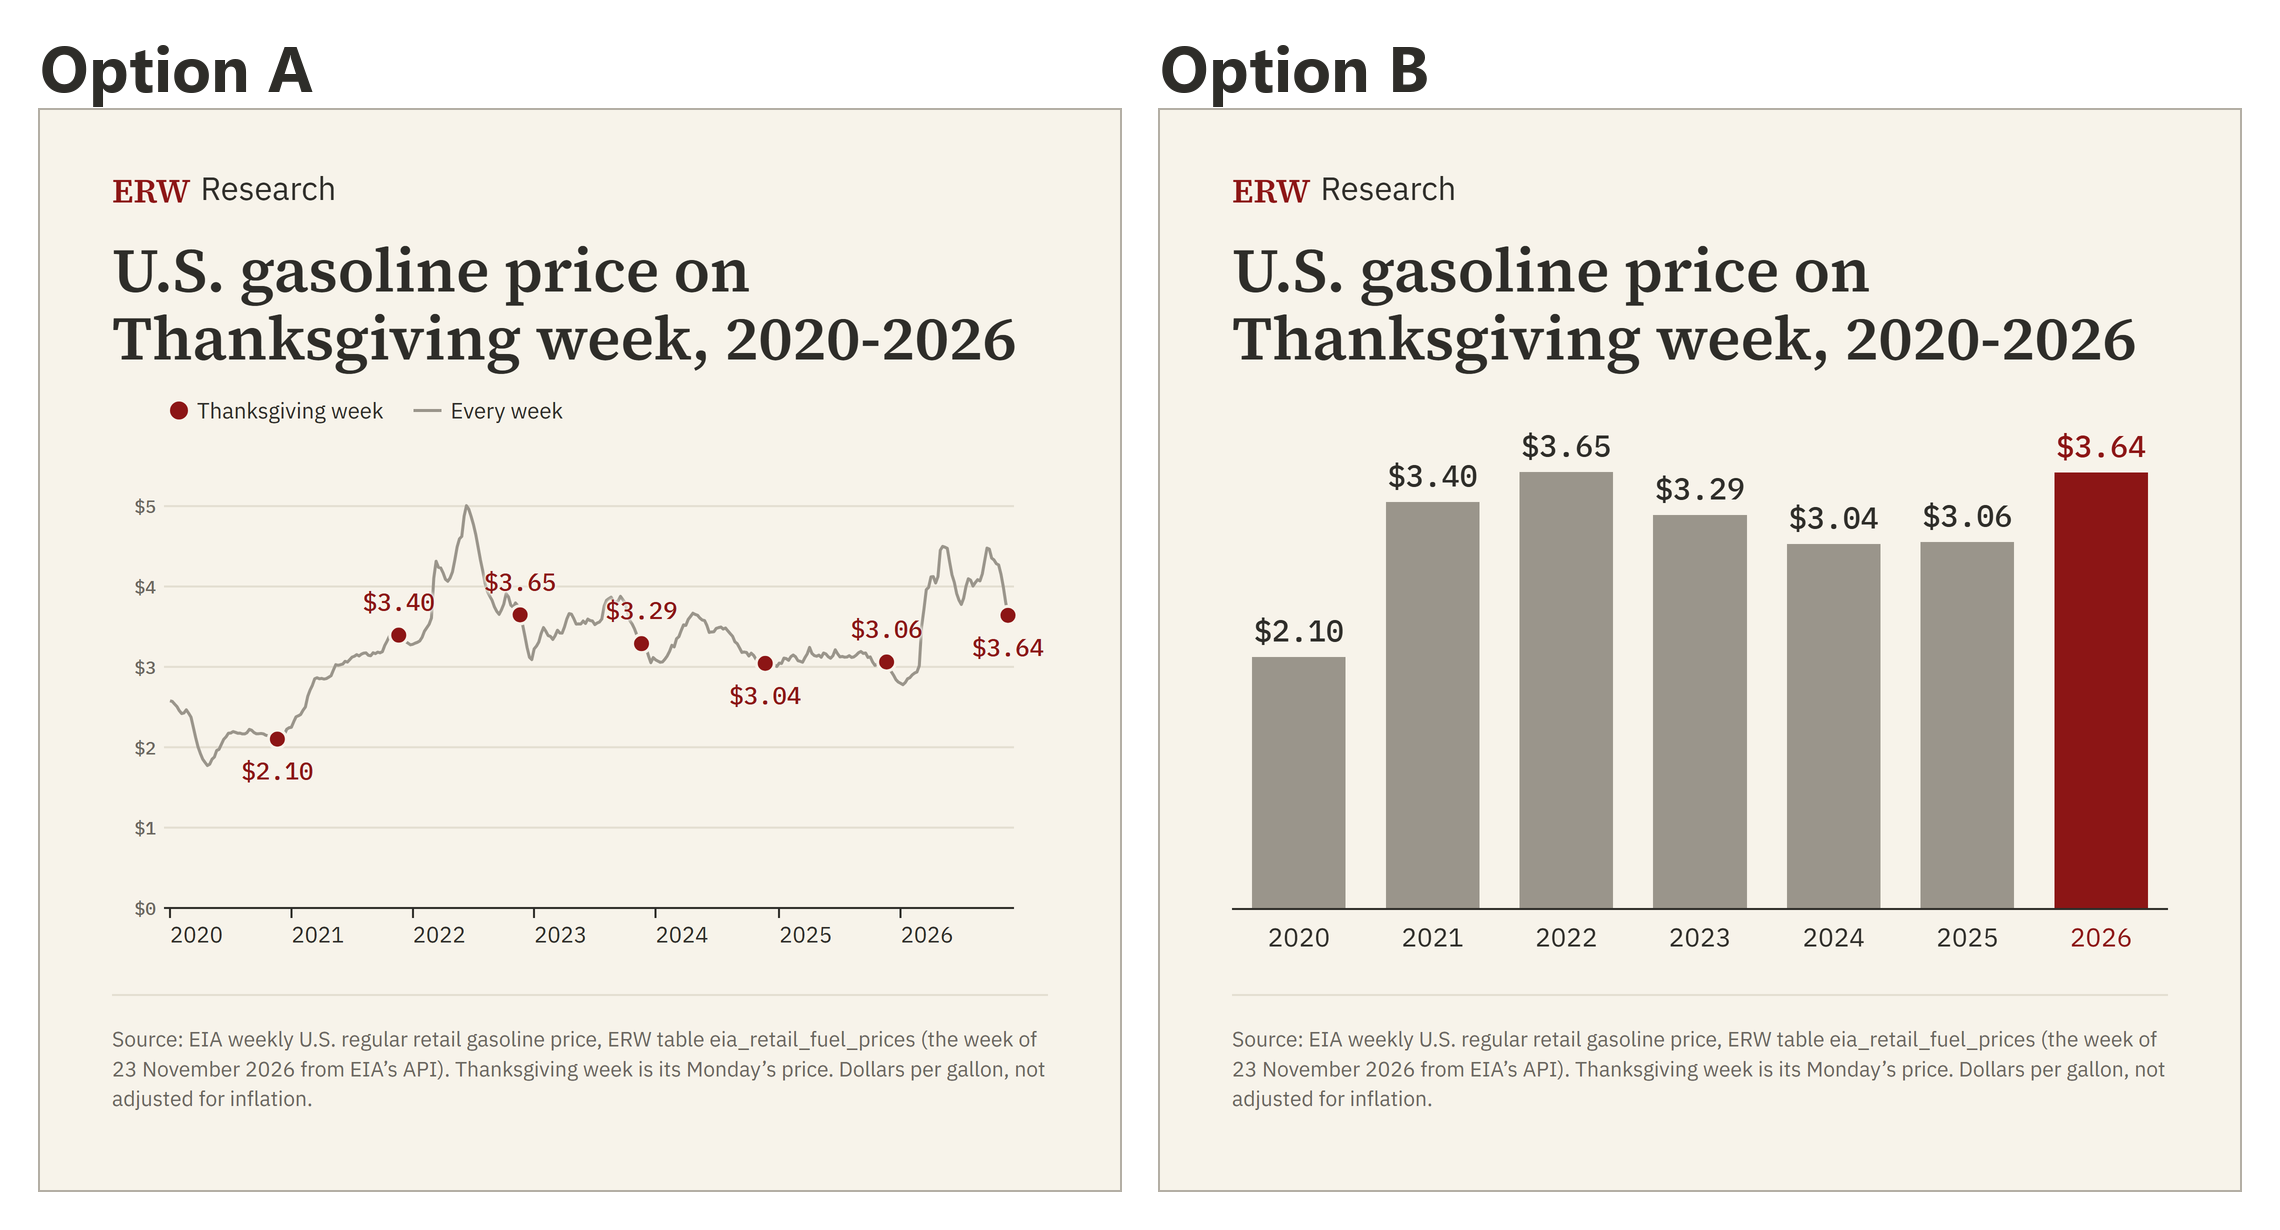 Option A
ERW Research
U.S. gasoline price on
Thanksgiving week, 2020-2026
Thanksgiving week
Every week
$5
$4
$3
$2
$1
$0
$2.10
$3.40
$3.65
$3.29
$3.04
$3.06
$3.64
2020 2021 2022 2023 2024 2025 2026
Source: EIA weekly U.S. regular retail gasoline price, ERW table eia_retail_fuel_prices (the week of
23 November 2026 from EIA’s API). Thanksgiving week is its Monday’s price. Dollars per gallon, not
adjusted for inflation.
Option B
ERW Research
U.S. gasoline price on
Thanksgiving week, 2020-2026
$2.10
$3.40
$3.65
$3.29
$3.04
$3.06
$3.64
2020 2021 2022 2023 2024 2025 2026
Source: EIA weekly U.S. regular retail gasoline price, ERW table eia_retail_fuel_prices (the week of
23 November 2026 from EIA’s API). Thanksgiving week is its Monday’s price. Dollars per gallon, not
adjusted for inflation.